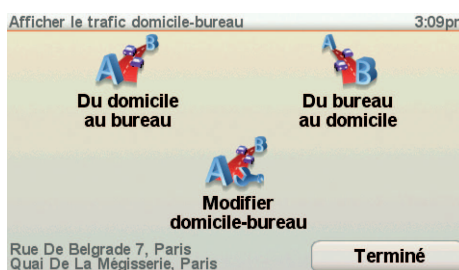 Afficher le trafic domicile-bureau 3:09pr
A B
A B
Du domicile Du bureau
au bureau au domicile
A B
Modifier
domicile-bureau
Rue De Belgrade 7, Paris
Quai De La Mégisserie, Paris
Terminé